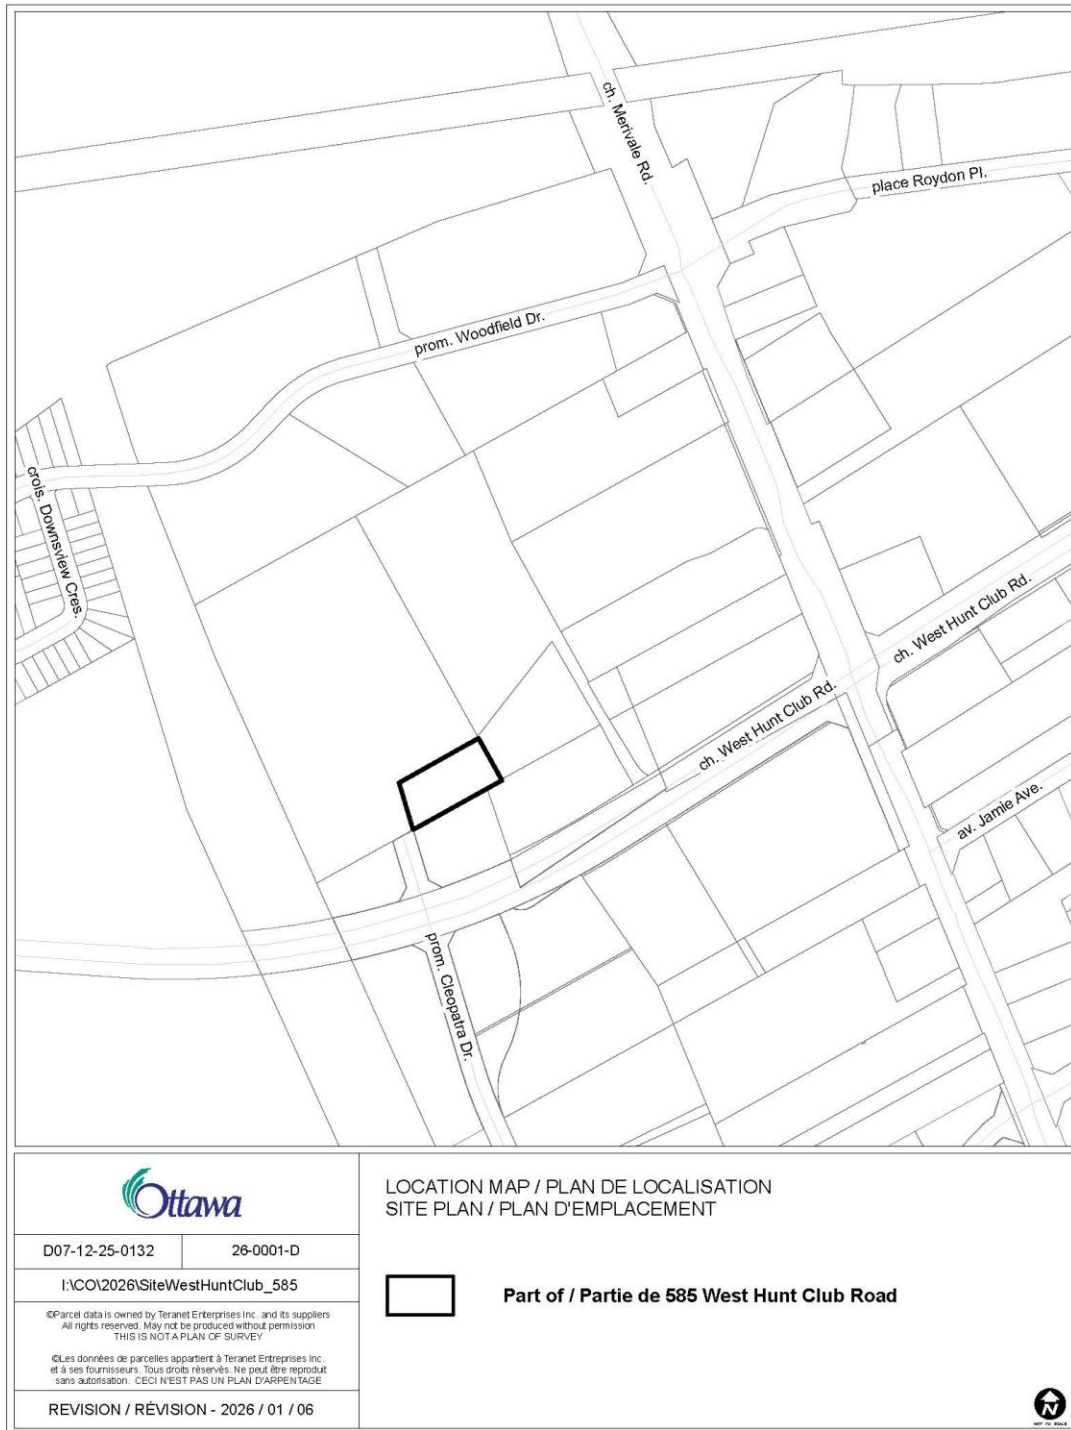 ch. Merivale Rd.
place Roydon Pl.
prom. Woodfield Dr.
crois. Downsview Cres.
ch. West Hunt Club Rd.
ch. West Hunt Club Rd.
av. Jamie Ave.
prom. Cleopatra Dr.
Ottawa
D07-12-25-0132
26-0001-D
I:\CO\2026\SiteWestHuntClub_585
©Parcel data is owned by Teranet Enterprises Inc. and its suppliers
All rights reserved. May not be produced without permission
THIS IS NOT A PLAN OF SURVEY
©Les données de parcelles appartient à Teranet Entreprises Inc.
et à ses fournisseurs. Tous droits réservés. Ne peut être reproduit
sans autorisation. CECI N'EST PAS UN PLAN D'ARPENTAGE
REVISION / RÉVISION - 2026 / 01 / 06
LOCATION MAP / PLAN DE LOCALISATION
SITE PLAN / PLAN D'EMPLACEMENT
Part of / Partie de 585 West Hunt Club Road
N
NOT TO SCALE